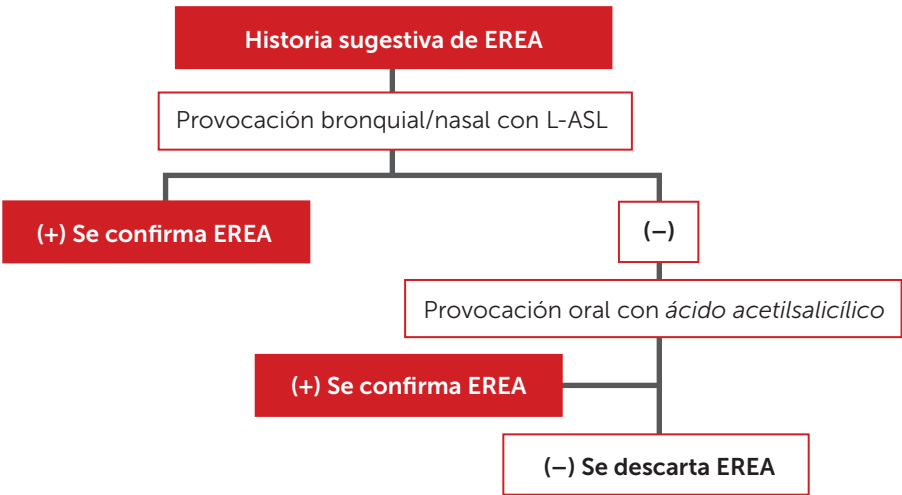 Historia sugestiva de EREA
Provocación bronquial/nasal con L-ASL
(+) Se confirma EREA
(–)
Provocación oral con ácido acetilsalicílico
(+) Se confirma EREA
(–) Se descarta EREA